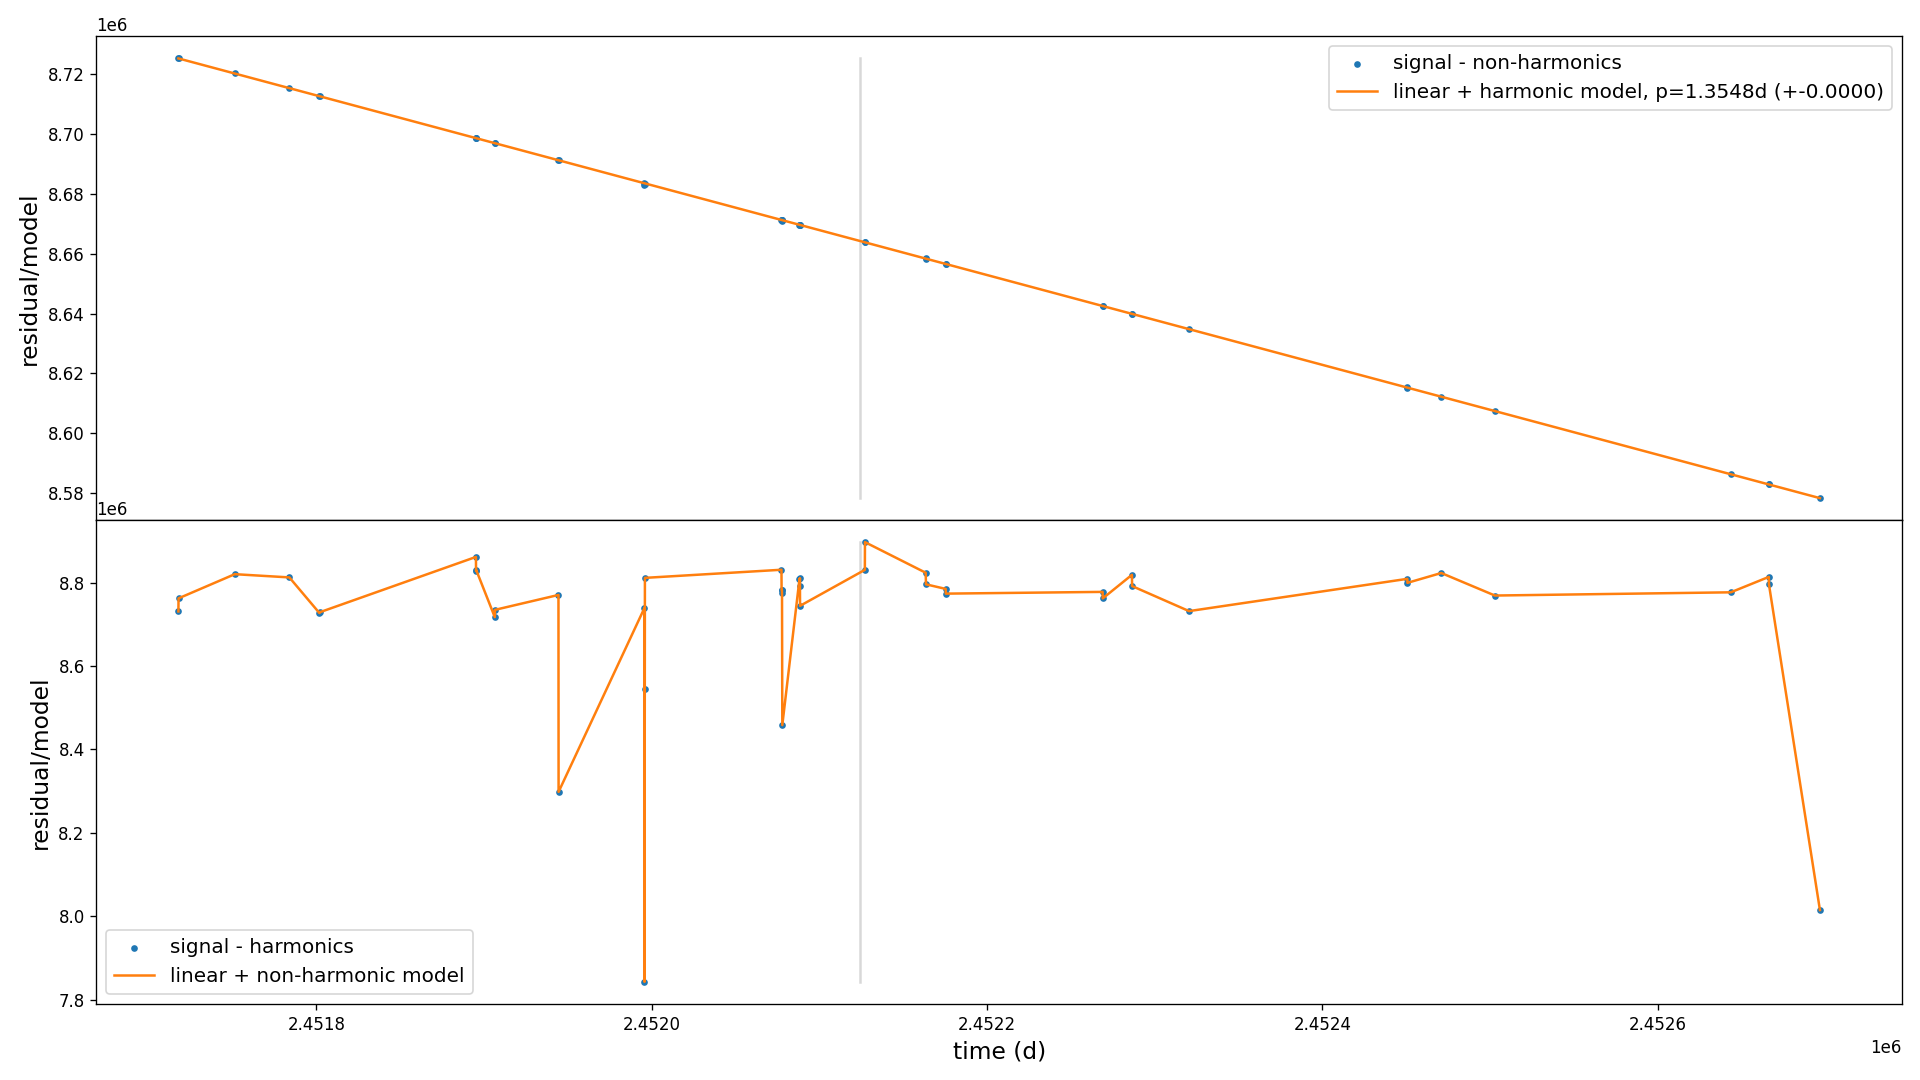 1e6
8.72
8.70
8.68
8.66
8.64
8.62
8.60
8.58
residual/model
signal - non-harmonics
linear + harmonic model, p=1.3548d (+-0.0000)
1e6
8.8
8.6
8.4
8.2
8.0
7.8
residual/model
signal - harmonics
linear + non-harmonic model
2.4518 2.4520 2.4522 2.4524 2.4526
1e6
time (d)